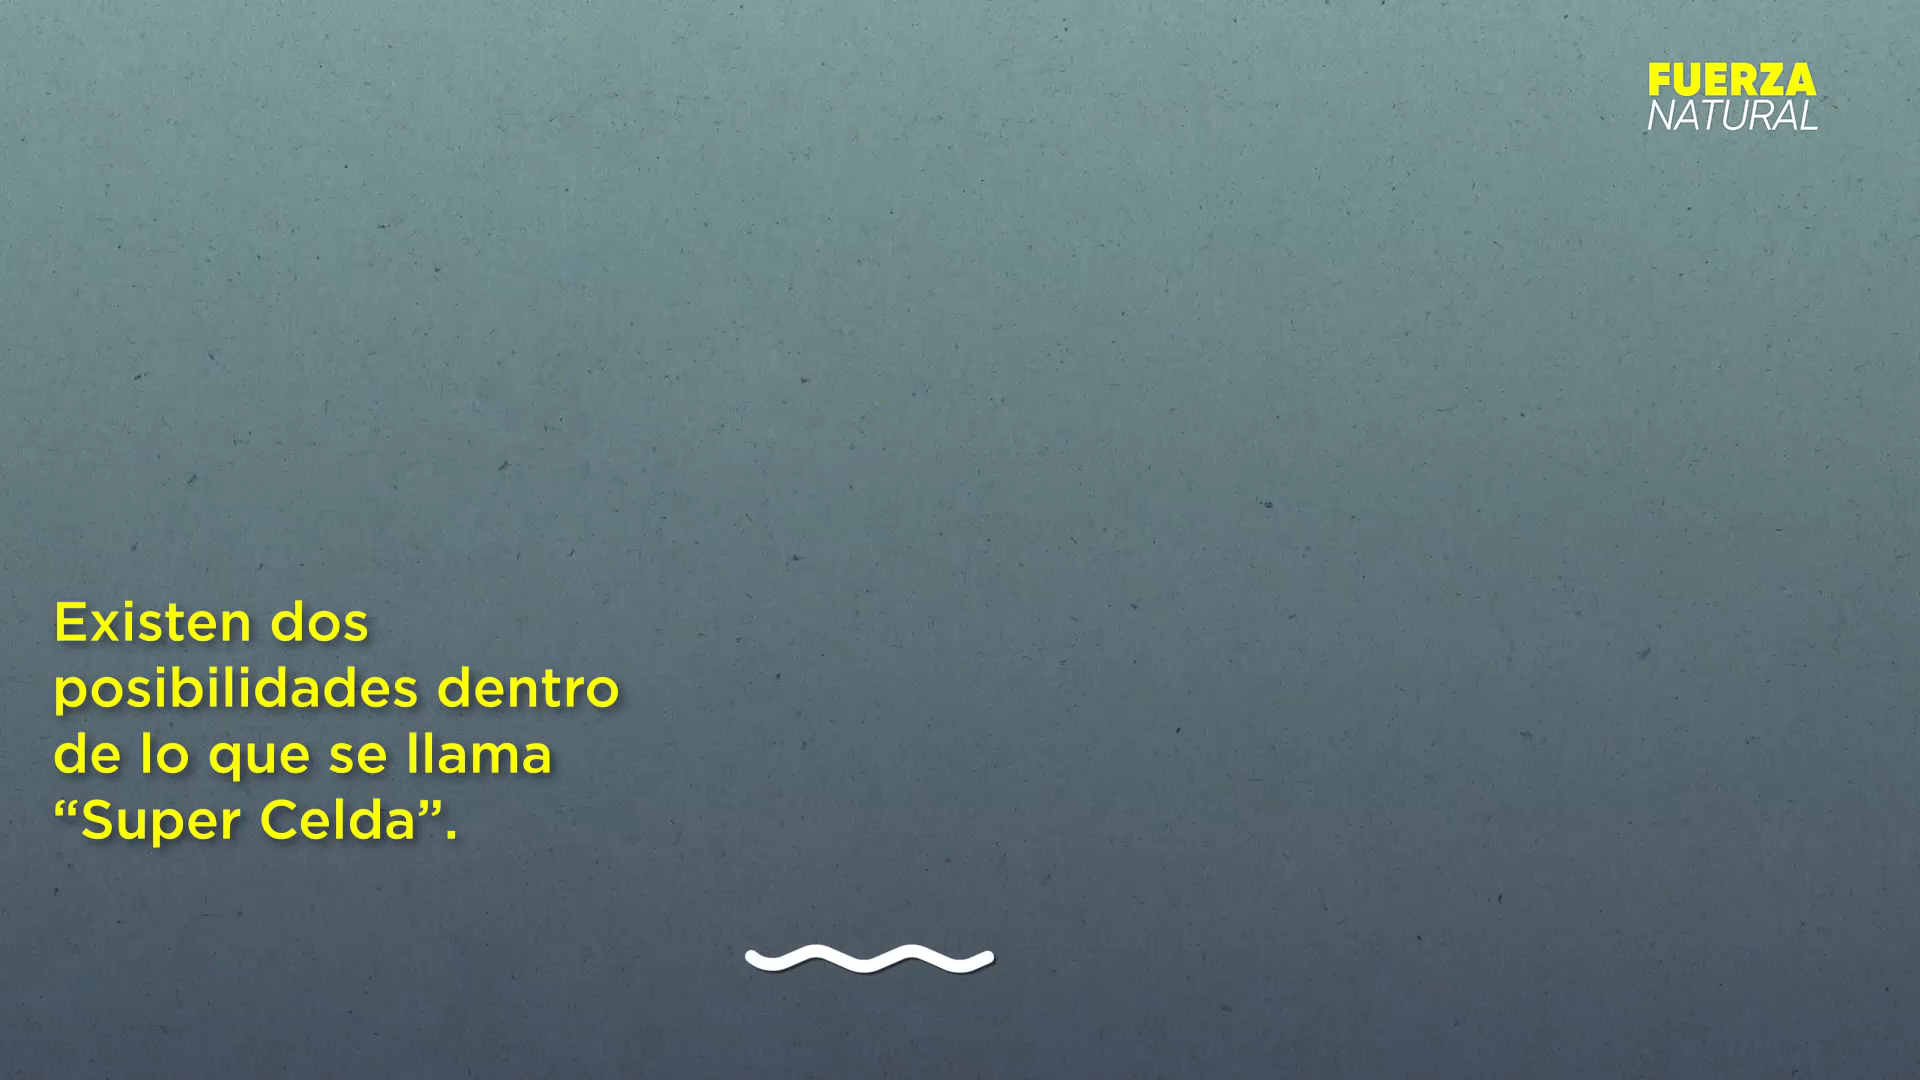 FUERZA
NATURAL
Existen dos
posibilidades dentro
de lo que se llama
“Super Celda”.